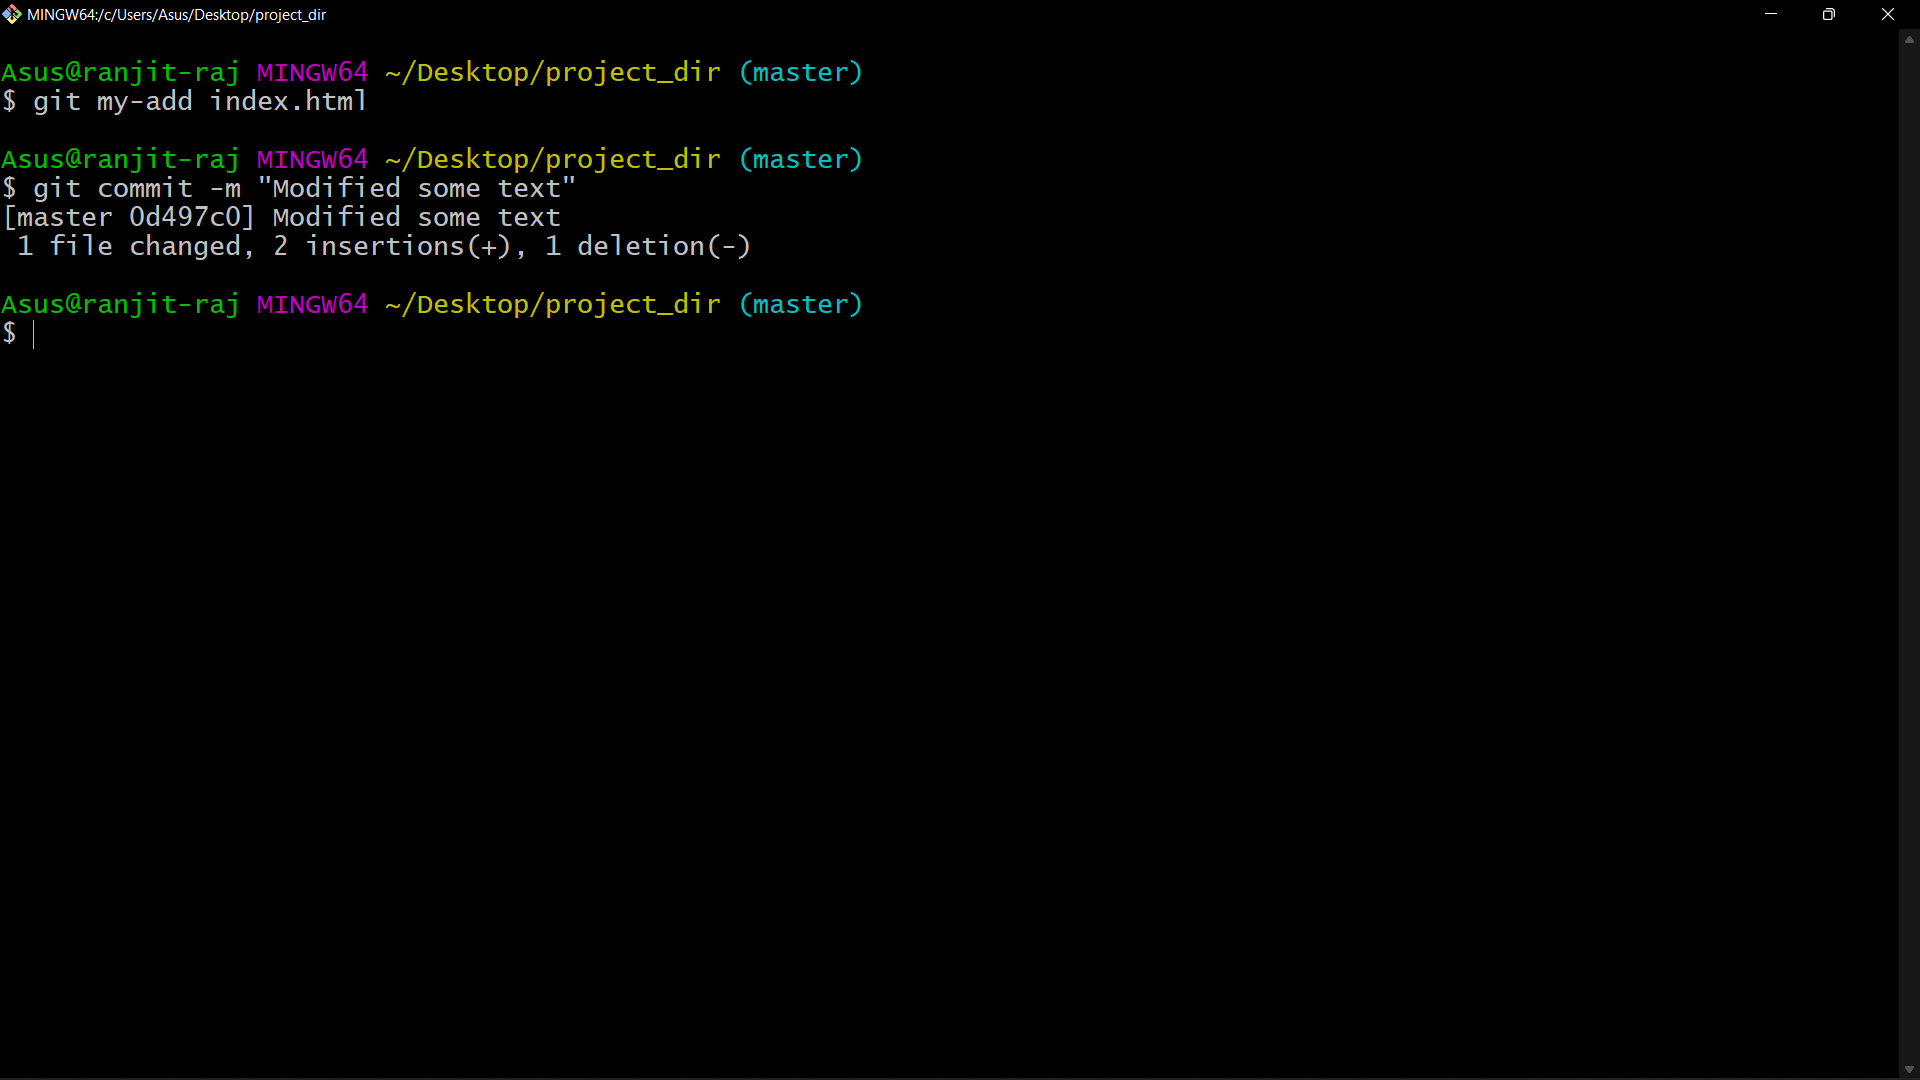 MINGW64:/c/Users/Asus/Desktop/project_dir
Asus@ranjit-raj MINGW64 ~/Desktop/project_dir (master)
$ git my-add index.html
Asus@ranjit-raj MINGW64 ~/Desktop/project_dir (master)
$ git commit -m "Modified some text"
[master 0d497c0] Modified some text
 1 file changed, 2 insertions(+), 1 deletion(-)
Asus@ranjit-raj MINGW64 ~/Desktop/project_dir (master)
$